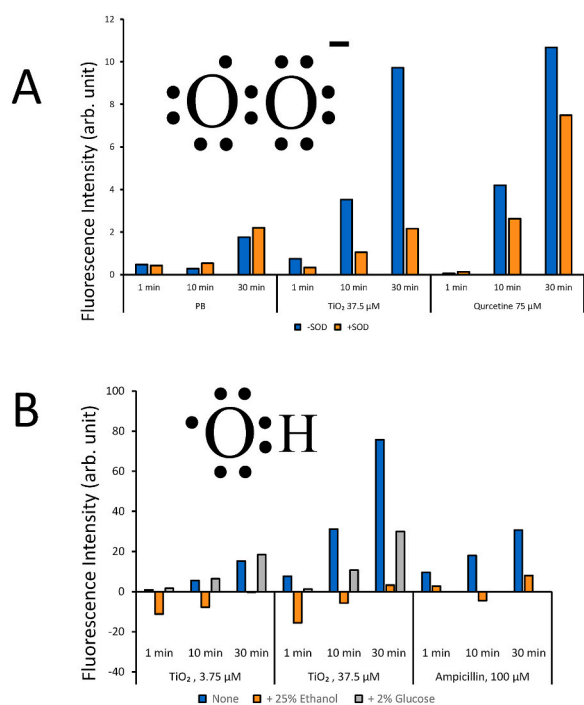 A
Fluorescence Intensity (arb. unit)
12
10
8
6
4
2
0
O O
1 min 10 min 30 min 1 min 10 min 30 min 1 min 10 min 30 min
PB TiO₂ 37.5 µM Qurcetine 75 µM
-SOD +SOD
B
Fluorescence Intensity (arb. unit)
100
80
60
40
20
0
-20
-40
O H
1 min 10 min 30 min 1 min 10 min 30 min 1 min 10 min 30 min
TiO₂ , 3.75 µM TiO₂ , 37.5 µM Ampicillin, 100 µM
None + 25% Ethanol + 2% Glucose